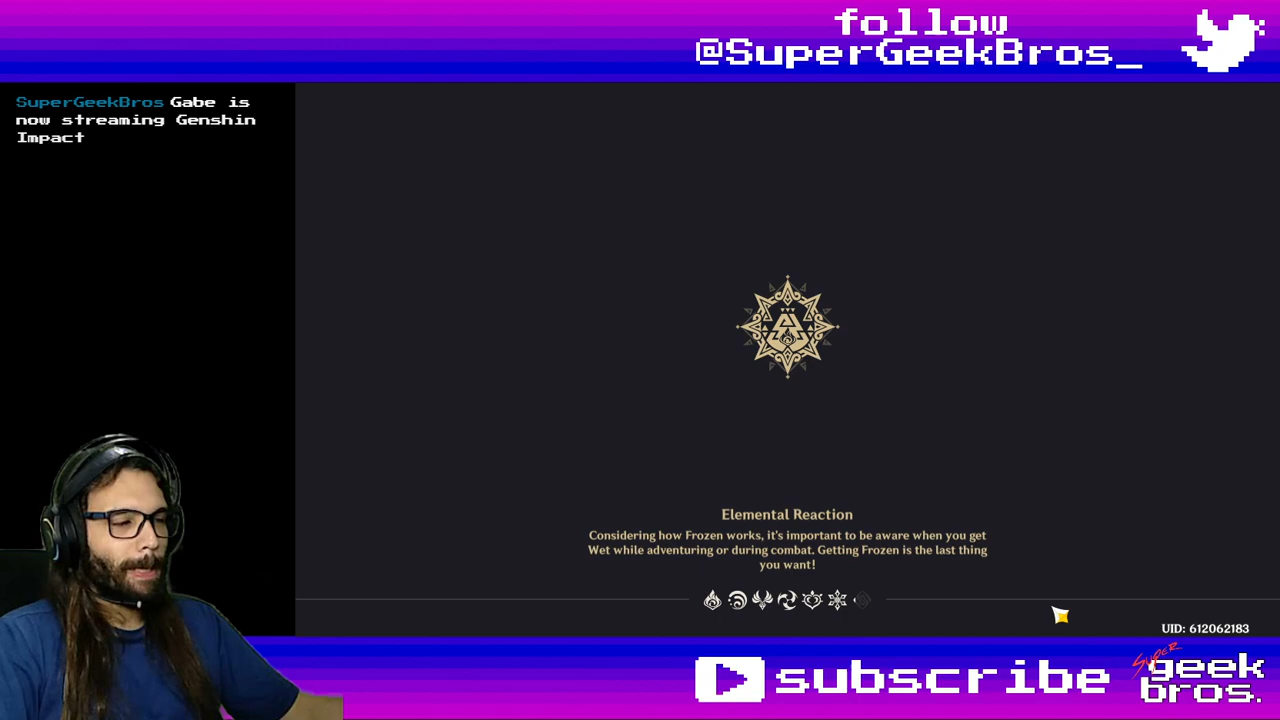 follow
@SuperGeekBros_
SuperGeekBros Gabe is
now streaming Genshin
Impact
Elemental Reaction
Considering how Frozen works, it's important to be aware when you get
Wet while adventuring or during combat. Getting Frozen is the last thing
you want!
UID: 612062183
subscribe
SUPER
geek
bros.